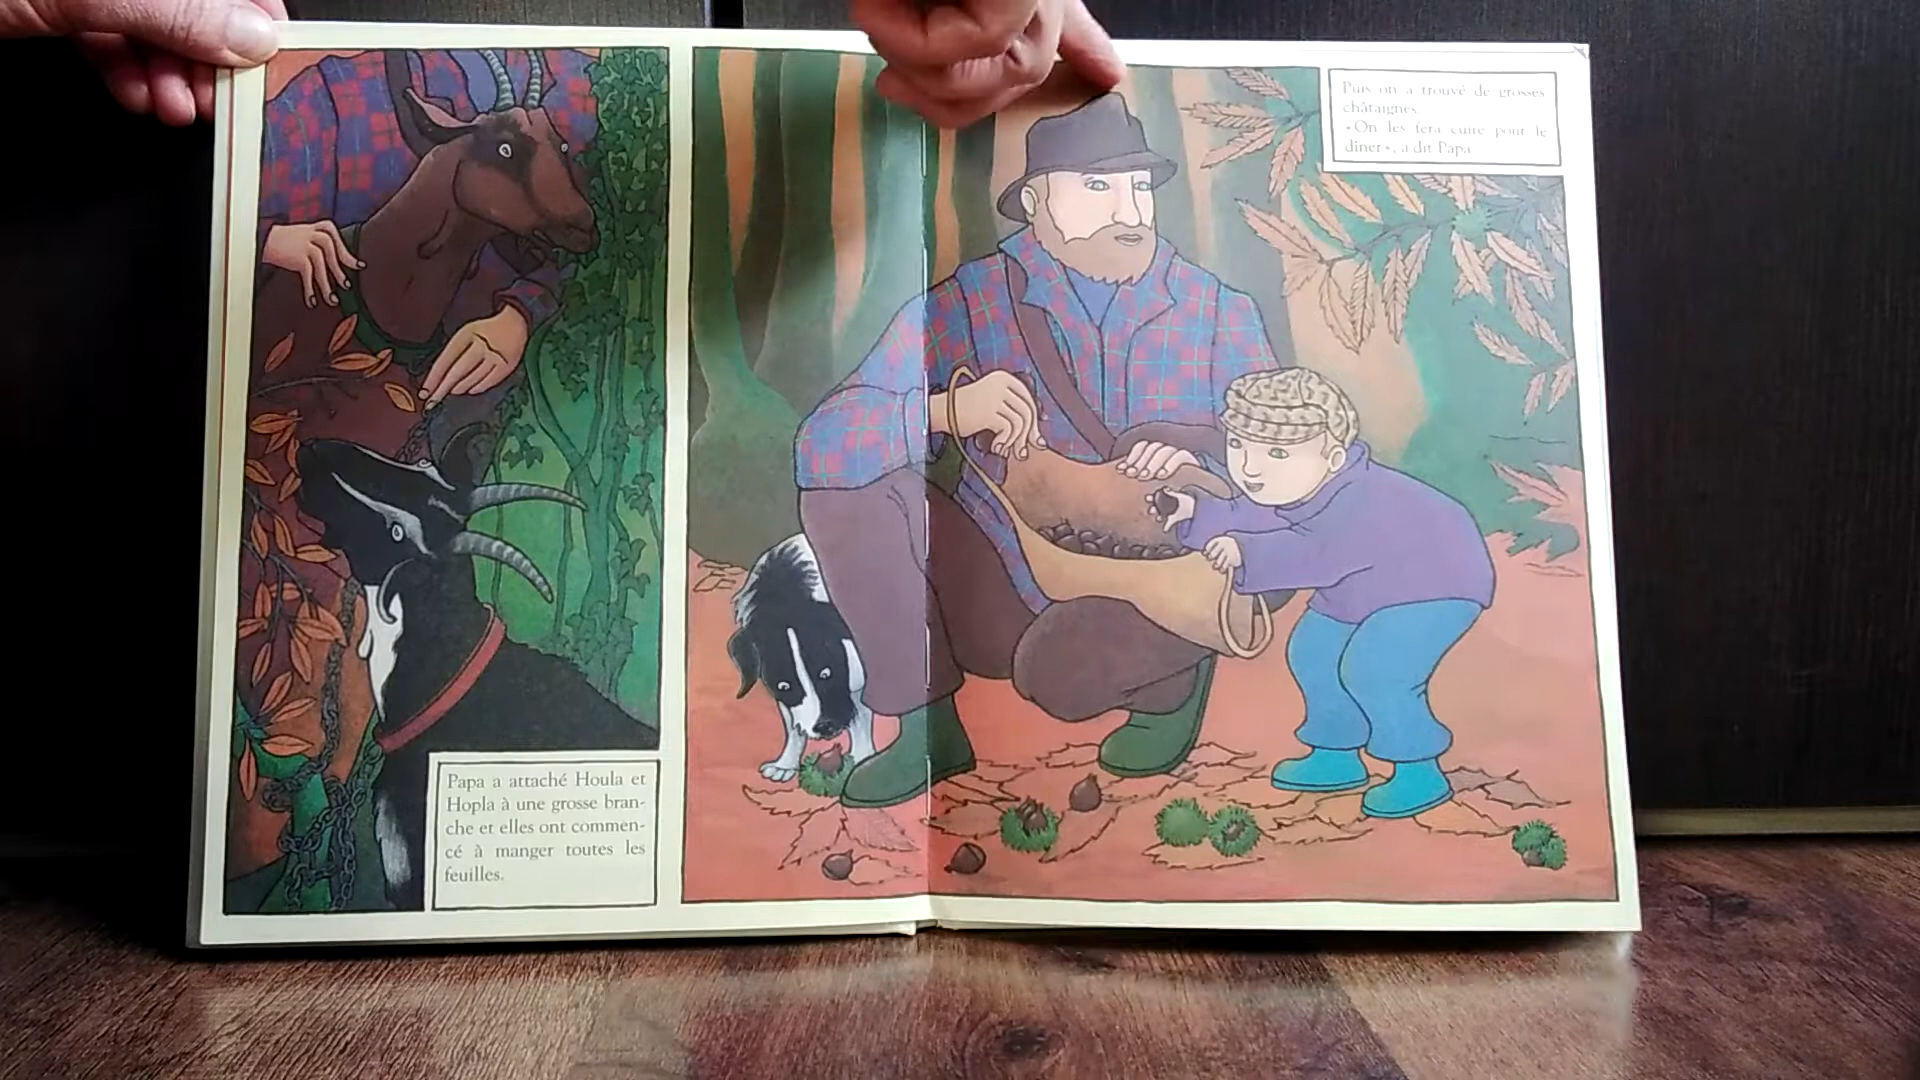 Papa a attaché Houla et
Hopla à une grosse bran-
che et elles ont commen-
cé à manger toutes les
feuilles.
Puis on a trouvé de grosses
châtaignes.
«On les fera cuire pour le
dîner», a dit Papa.